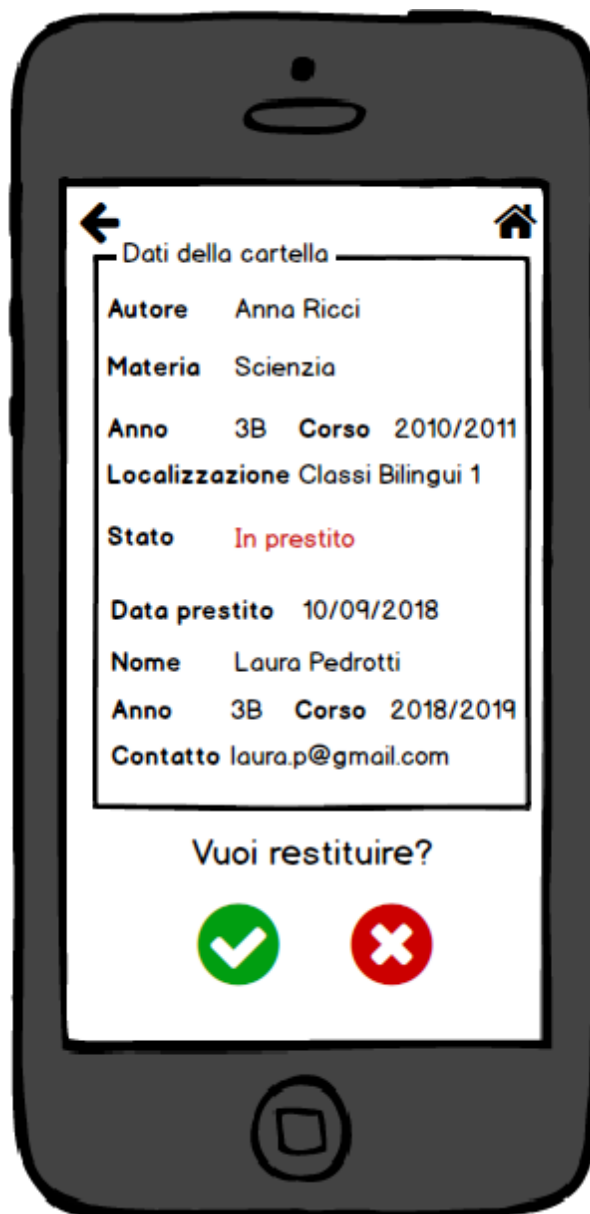 Dati della cartella
Autore Anna Ricci
Materia Scienzia
Anno 3B Corso 2010/2011
Localizzazione Classi Bilingui 1
Stato In prestito
Data prestito 10/09/2018
Nome Laura Pedrotti
Anno 3B Corso 2018/2019
Contatto laura.p@gmail.com
Vuoi restituire?